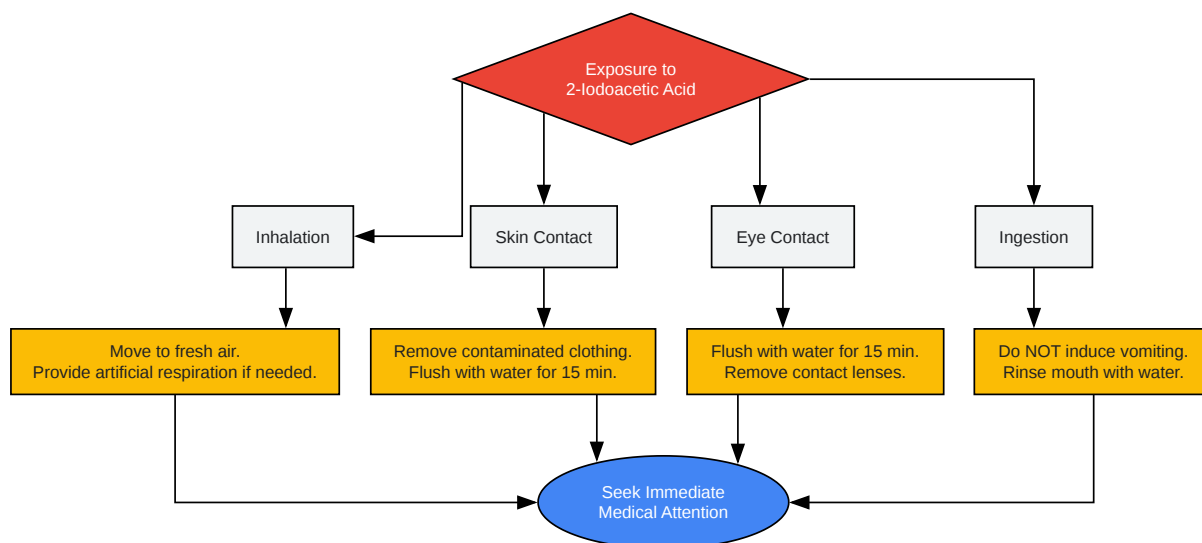 Exposure to
2-Iodoacetic Acid
Inhalation
Skin Contact
Eye Contact
Ingestion
Move to fresh air.
Provide artificial respiration if needed.
Remove contaminated clothing.
Flush with water for 15 min.
Flush with water for 15 min.
Remove contact lenses.
Do NOT induce vomiting.
Rinse mouth with water.
Seek Immediate
Medical Attention